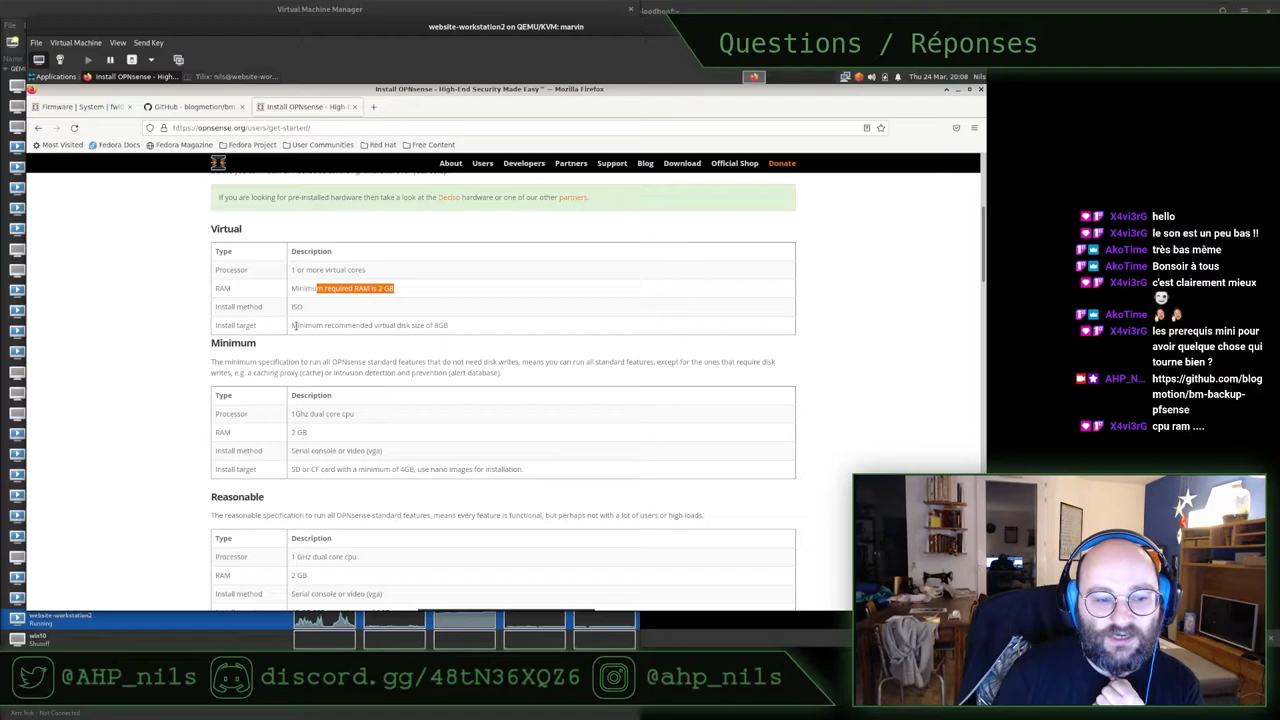 Virtual Machine Manager
Questions / Réponses
File
website-workstation2 on QEMU/KVM: marvin
File Virtual Machine View Send Key
Name
QEMU
Applications Install OPNsense - High-... Tilix: nils@website-wor... Thu 24 Mar, 20:08 Nils
Install OPNsense - High-End Security Made Easy™ — Mozilla Firefox
Firmware | System | fwl0 GitHub - blogmotion/bm Install OPNsense - High-E
https://opnsense.org/users/get-started/
Most Visited Fedora Docs Fedora Magazine Fedora Project User Communities Red Hat Free Content
About Users Developers Partners Support Blog Download Official Shop Donate
If you are looking for pre-installed hardware then take a look at the Deciso hardware or one of our other partners.
Virtual
Type Description
Processor 1 or more virtual cores
RAM Minimum required RAM is 2 GB
Install method ISO
Install target Minimum recommended virtual disk size of 8GB
Minimum
The minimum specification to run all OPNsense standard features that do not need disk writes, means you can run all standard features, except for the ones that require disk
writes, e.g. a caching proxy (cache) or intrusion detection and prevention (alert database).
Type Description
Processor 1Ghz dual core cpu
RAM 2 GB
Install method Serial console or video (vga)
Install target SD or CF card with a minimum of 4GB, use nano images for installation.
Reasonable
The reasonable specification to run all OPNsense standard features, means every feature is functional, but perhaps not with a lot of users or high loads.
Type Description
Processor 1 GHz dual core cpu
RAM 2 GB
Install method Serial console or video (vga)
website-workstation2
Running
win10
Shutoff
X4vi3rG hello
X4vi3rG le son est un peu bas !!
AkoTime très bas même
AkoTime Bonsoir à tous
X4vi3rG c'est clairement mieux
AkoTime
X4vi3rG les prerequis mini pour
avoir quelque chose qui
tourne bien ?
AHP_N... https://github.com/blog
motion/bm-backup-
pfsense
X4vi3rG cpu ram ....
@AHP_nils discord.gg/48tN36XQZ6 @ahp_nils